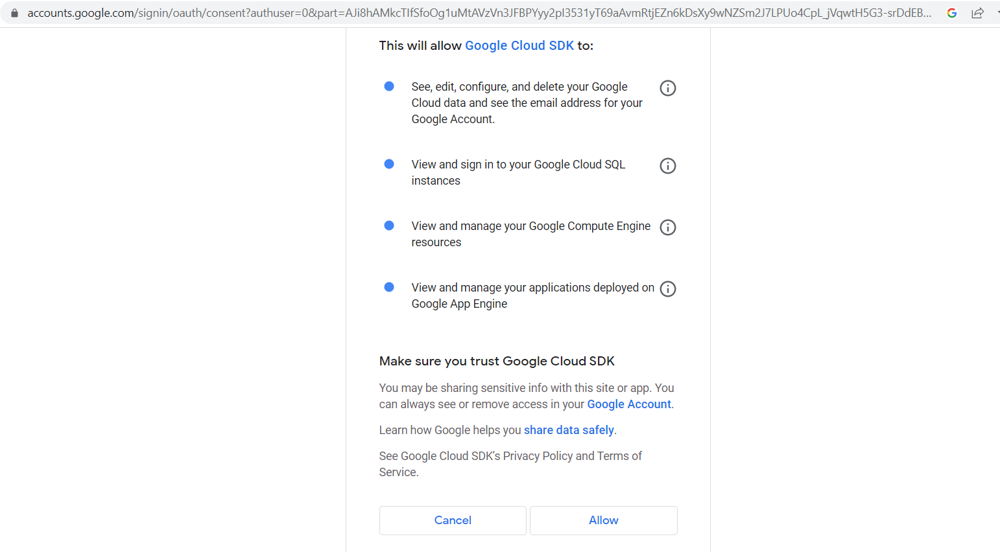 accounts.google.com/signin/oauth/consent?authuser=0&part=AJi8hAMkcTIfSfoOg1uMtAVzVn3JFBPYyy2pI3531yT69aAvmRtjEZn6kDsXy9wNZSm2J7LPUo4CpL_jVqwtH5G3-srDdEB...
This will allow Google Cloud SDK to:
See, edit, configure, and delete your Google
Cloud data and see the email address for your
Google Account.
View and sign in to your Google Cloud SQL
instances
View and manage your Google Compute Engine
resources
View and manage your applications deployed on
Google App Engine
Make sure you trust Google Cloud SDK
You may be sharing sensitive info with this site or app. You
can always see or remove access in your Google Account.
Learn how Google helps you share data safely.
See Google Cloud SDK’s Privacy Policy and Terms of
Service.
Cancel
Allow